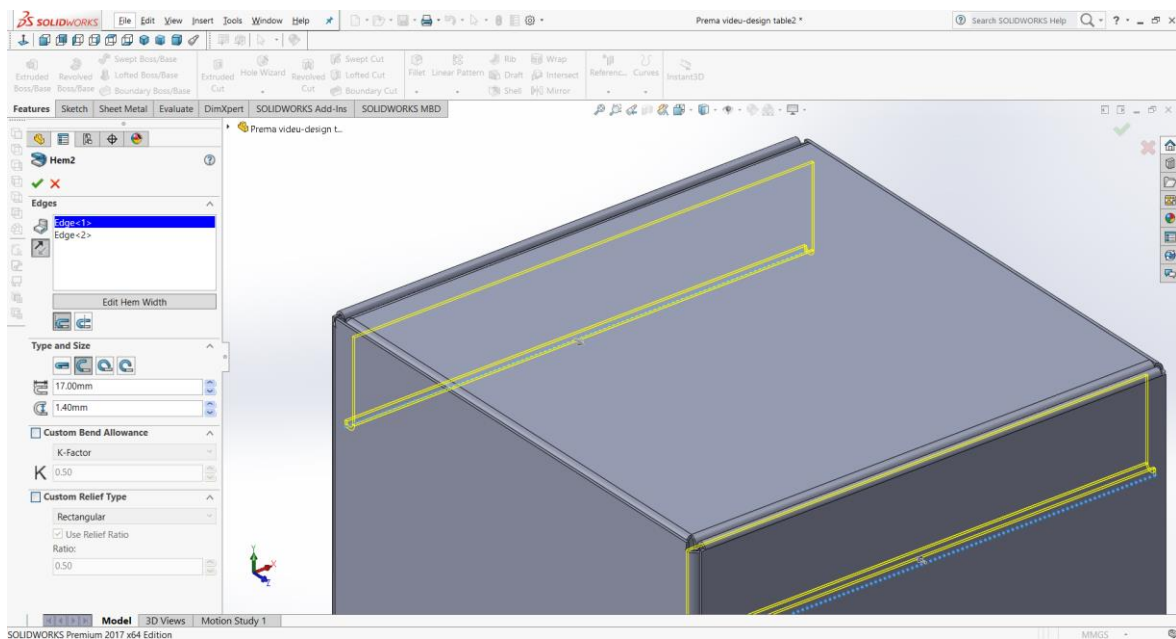 SOLIDWORKS File Edit View Insert Tools Window Help Prema videu-design table2 * Search SOLIDWORKS Help
Extruded Boss/Base
Revolved Boss/Base
Swept Boss/Base
Lofted Boss/Base
Boundary Boss/Base
Extruded Cut
Hole Wizard
Revolved Cut
Swept Cut
Lofted Cut
Boundary Cut
Fillet
Linear Pattern
Rib
Draft
Shell
Wrap
Intersect
Mirror
Referenc...
Curves
Instant3D
Features Sketch Sheet Metal Evaluate DimXpert SOLIDWORKS Add-Ins SOLIDWORKS MBD
Prema videu-design t...
Hem2
Edges
Edge<1>
Edge<2>
Edit Hem Width
Type and Size
17.00mm
1.40mm
Custom Bend Allowance
K-Factor
K 0.50
Custom Relief Type
Rectangular
Use Relief Ratio
Ratio:
0.50
Y
X
Z
Model 3D Views Motion Study 1
SOLIDWORKS Premium 2017 x64 Edition MMGS